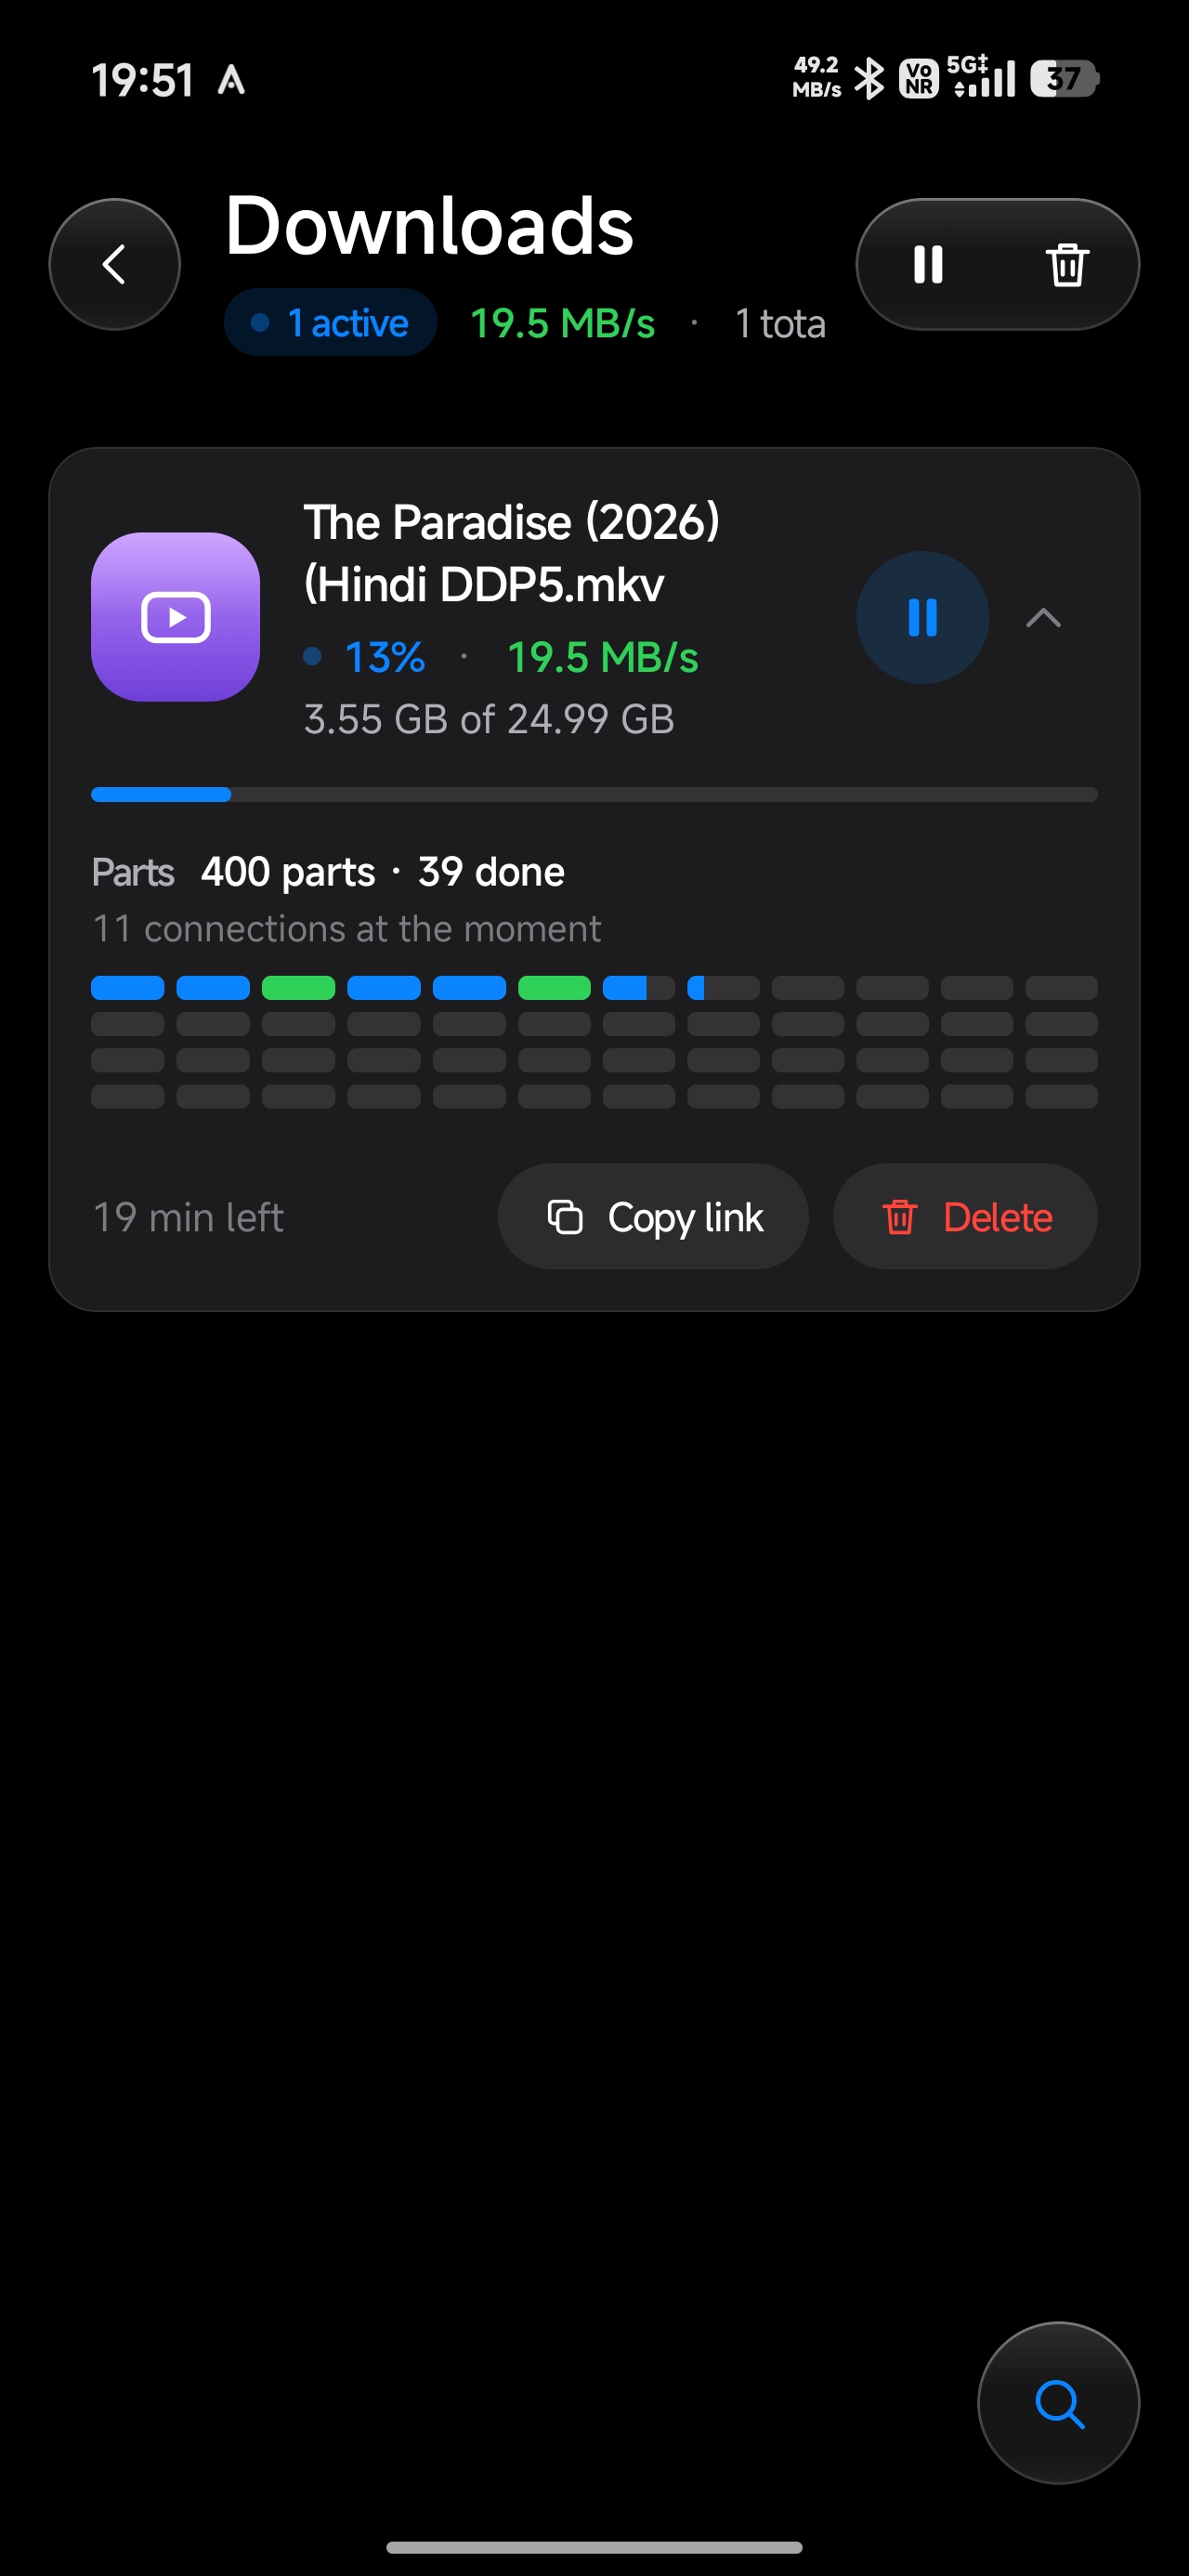 19:51
49.2 MB/s
Vo NR
5G‡
37
Downloads
1 active 19.5 MB/s · 1 tota
The Paradise (2026)
(Hindi DDP5.mkv
13% · 19.5 MB/s
3.55 GB of 24.99 GB
Parts 400 parts · 39 done
11 connections at the moment
19 min left Copy link Delete